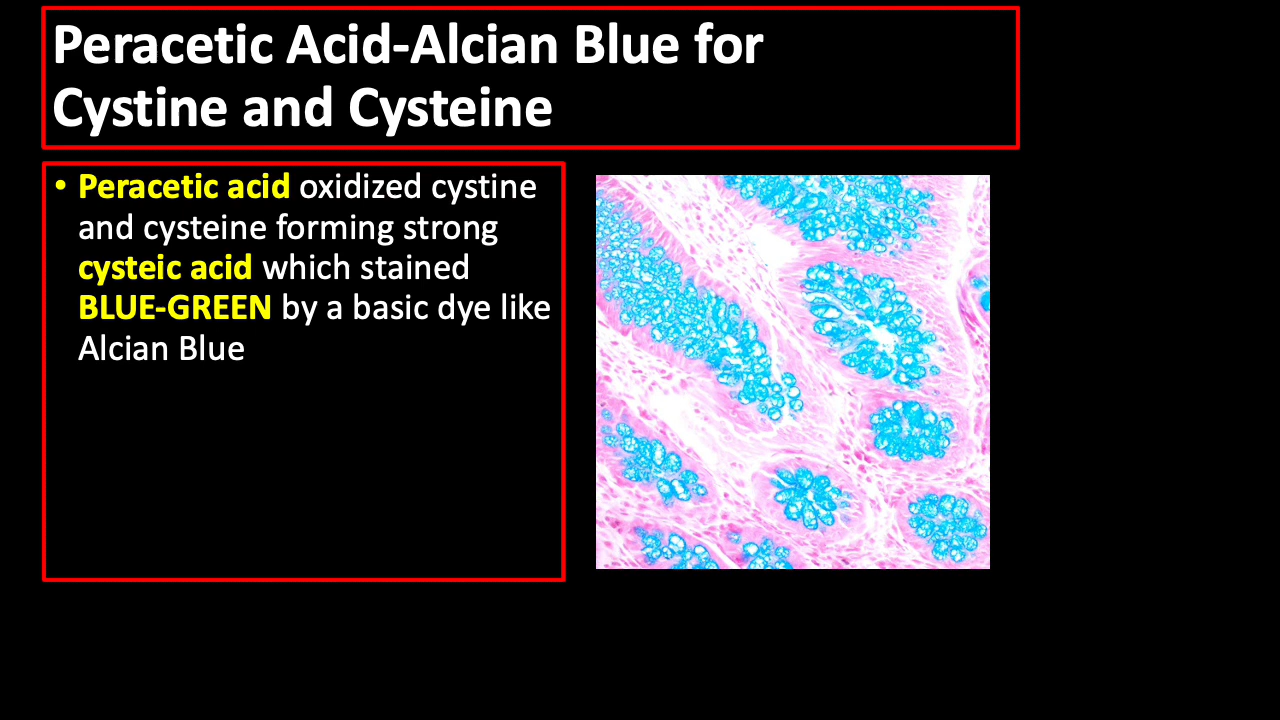 Peracetic Acid-Alcian Blue for
Cystine and Cysteine
• Peracetic acid oxidized cystine
and cysteine forming strong
cysteic acid which stained
BLUE-GREEN by a basic dye like
Alcian Blue